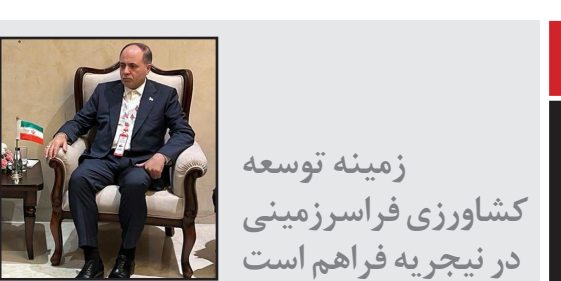 زمینه توسعه
کشاورزی فراسرزمینی
در نیجریه فراهم است